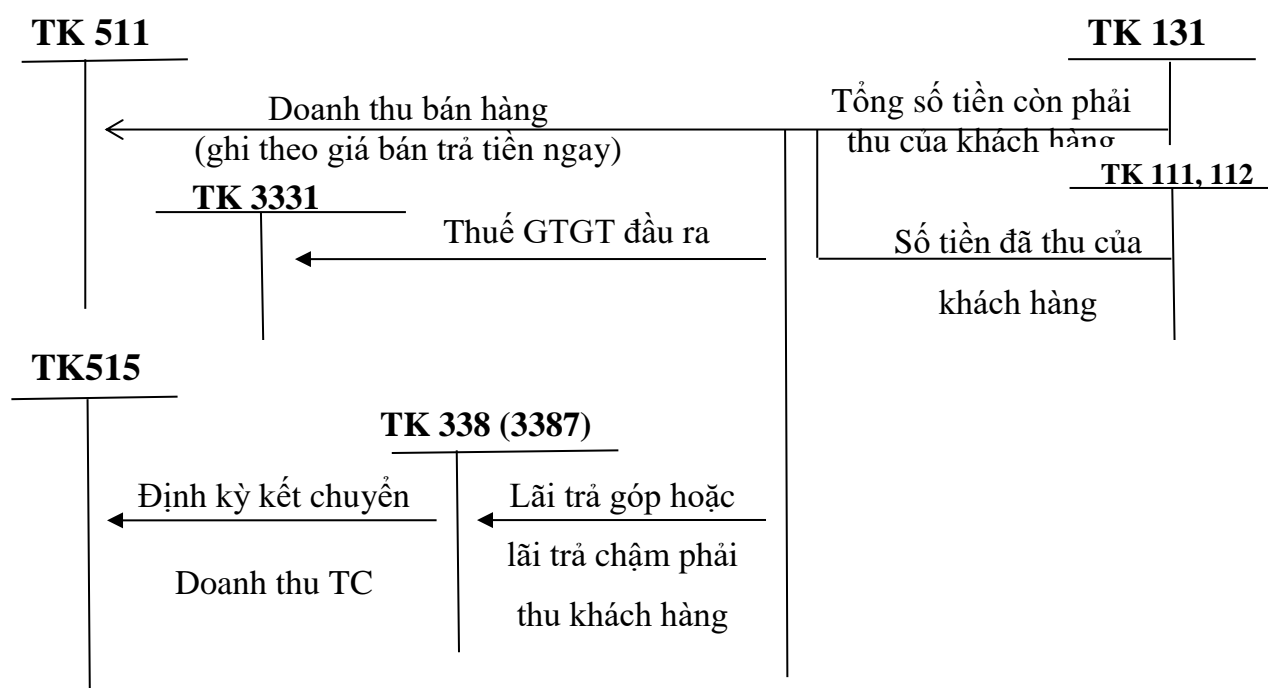 TK 511
TK 131
Doanh thu bán hàng
(ghi theo giá bán trả tiền ngay)
Tổng số tiền còn phải
thu của khách hàng
TK 111, 112
TK 3331
Thuế GTGT đầu ra
Số tiền đã thu của
khách hàng
TK515
TK 338 (3387)
Định kỳ kết chuyển
Doanh thu TC
Lãi trả góp hoặc
lãi trả chậm phải
thu khách hàng